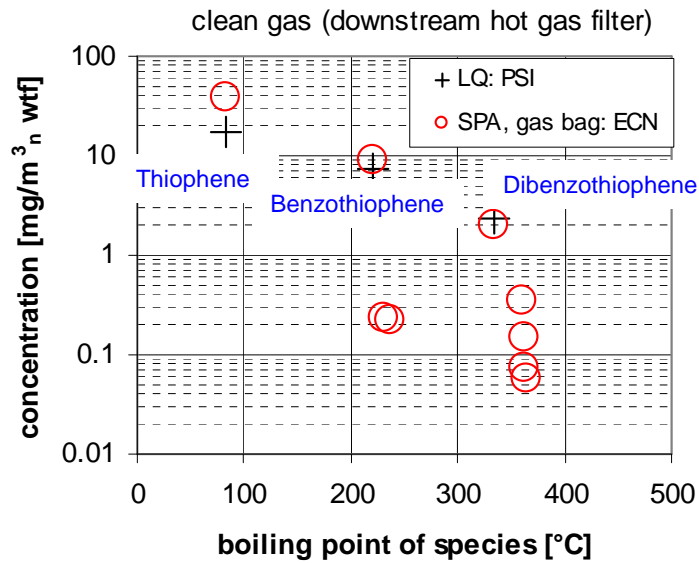 clean gas (downstream hot gas filter)
concentration [mg/m³ₙ wtf]
100
10
1
0.1
0.01
LQ: PSI
SPA, gas bag: ECN
Thiophene
Benzothiophene
Dibenzothiophene
0 100 200 300 400 500
boiling point of species [°C]